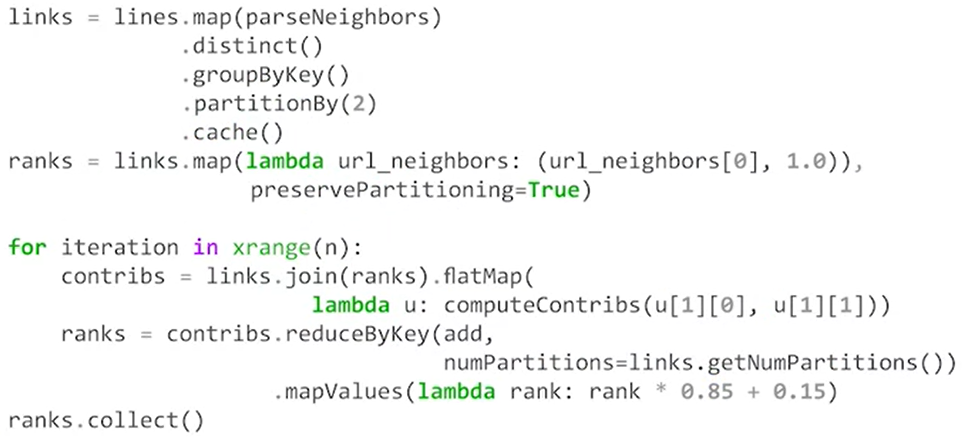 links = lines.map(parseNeighbors)
             .distinct()
             .groupByKey()
             .partitionBy(2)
             .cache()
ranks = links.map(lambda url_neighbors: (url_neighbors[0], 1.0)),
                  preservePartitioning=True)
for iteration in xrange(n):
    contribs = links.join(ranks).flatMap(
                       lambda u: computeContribs(u[1][0], u[1][1]))
    ranks = contribs.reduceByKey(add,
                                 numPartitions=links.getNumPartitions())
                    .mapValues(lambda rank: rank * 0.85 + 0.15)
ranks.collect()